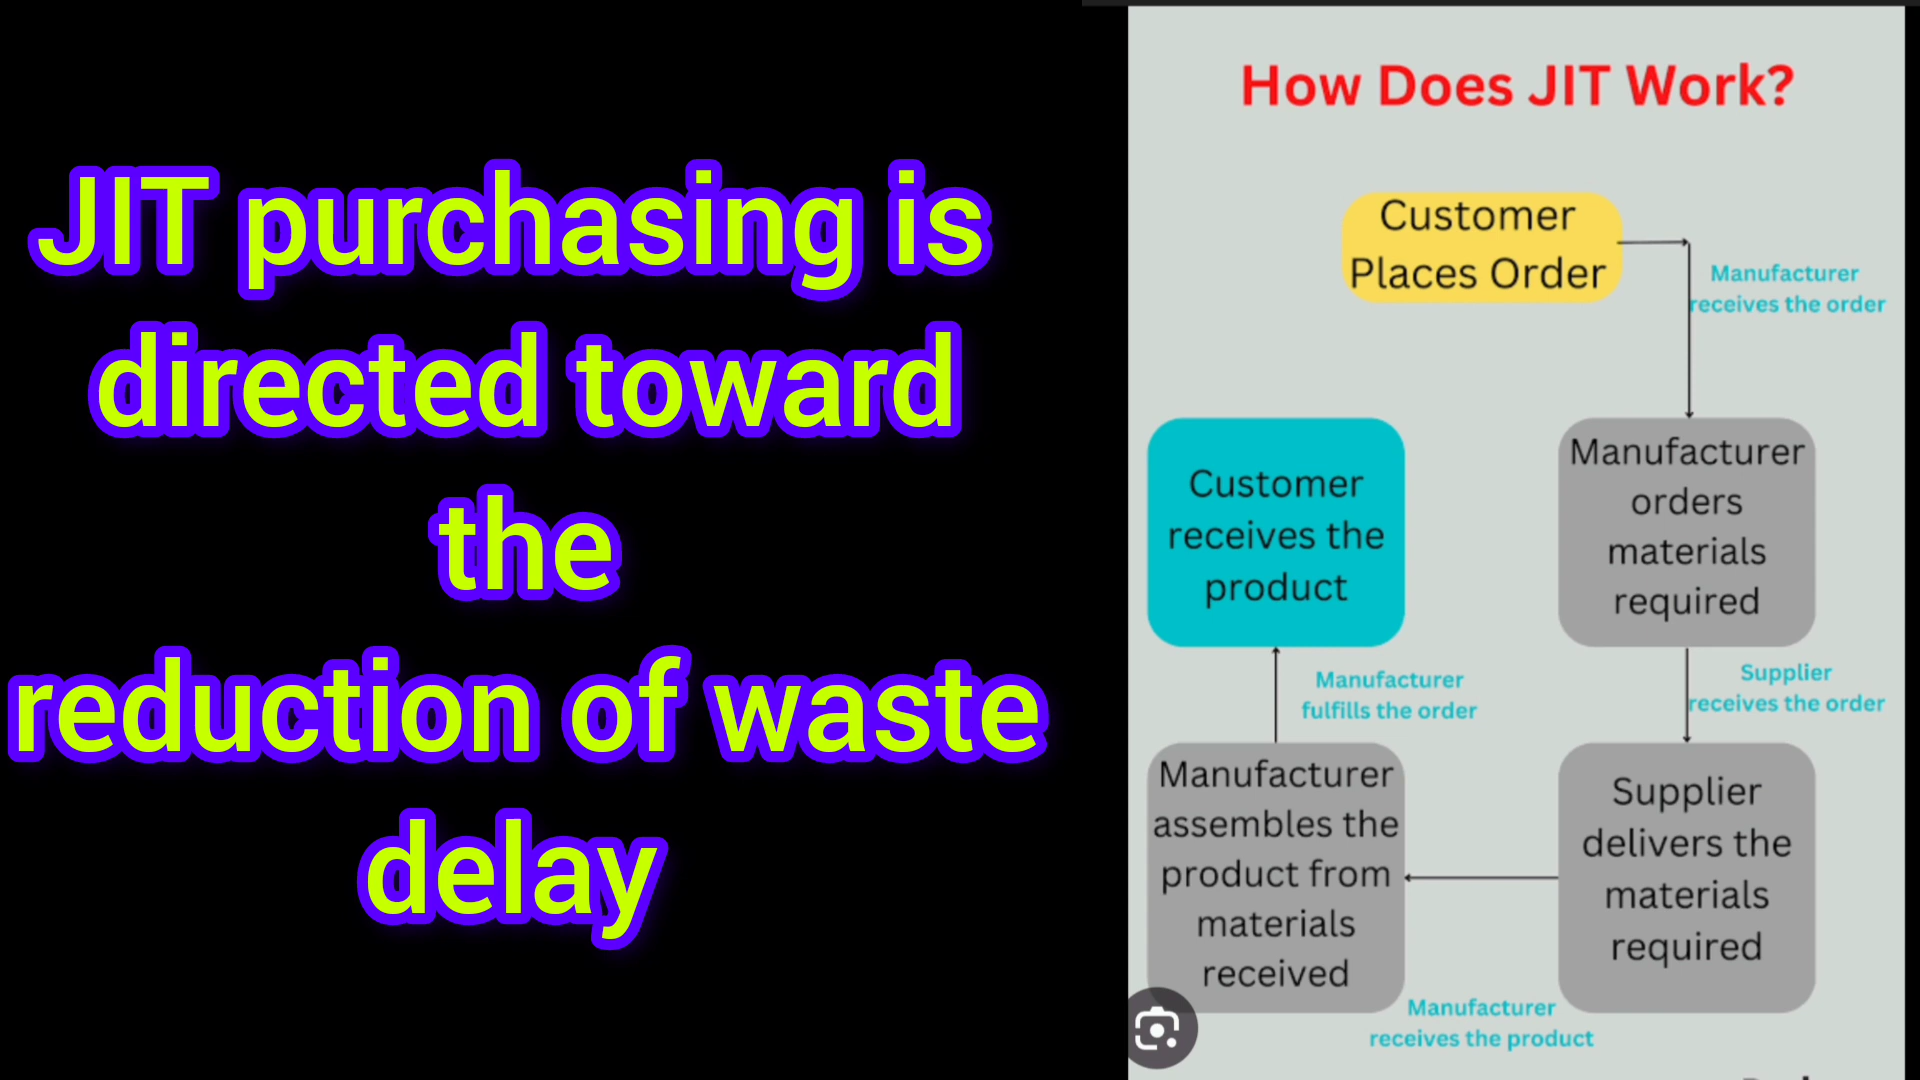 JIT purchasing is
directed toward
the
reduction of waste
delay
How Does JIT Work?
Customer
Places Order
Manufacturer
receives the order
Manufacturer
orders
materials
required
Supplier
receives the order
Supplier
delivers the
materials
required
Manufacturer
receives the product
Manufacturer
assembles the
product from
materials
received
Manufacturer
fulfills the order
Customer
receives the
product